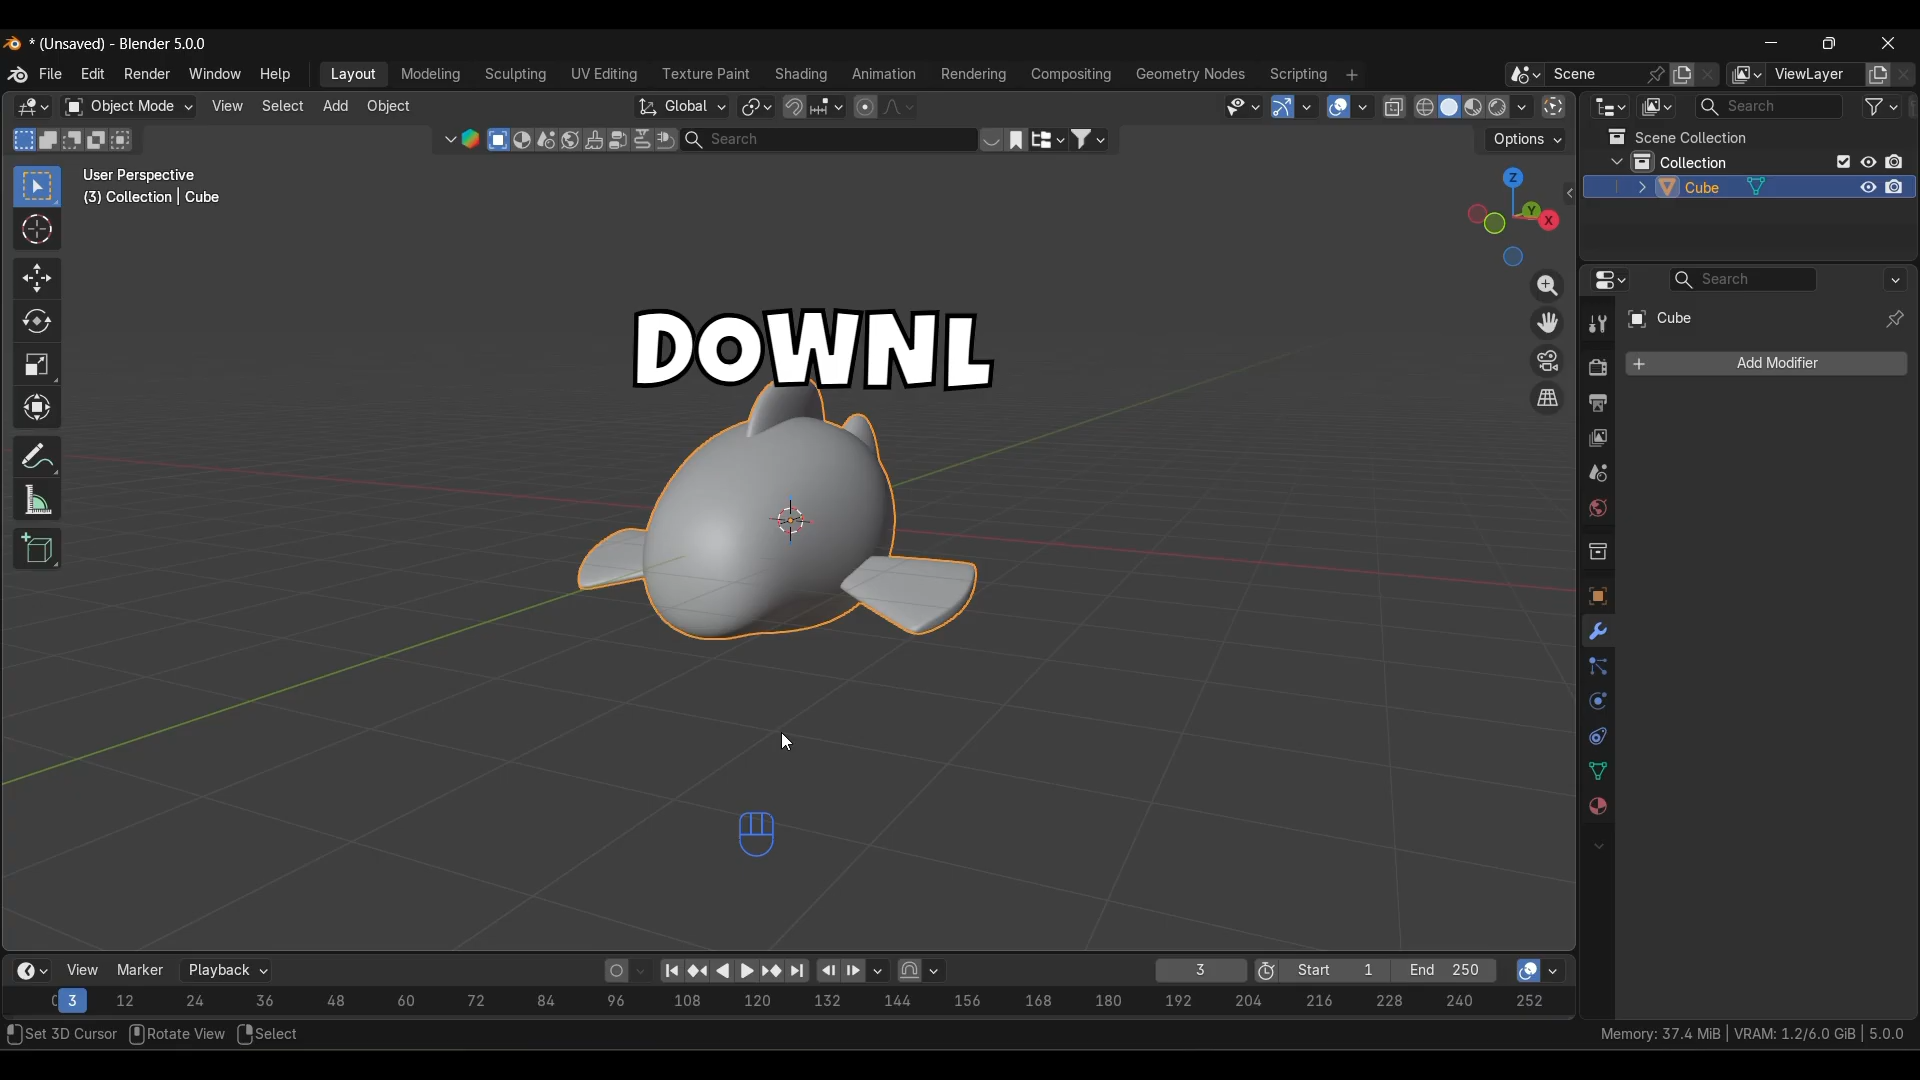 * (Unsaved) - Blender 5.0.0
File Edit Render Window Help Layout Modeling Sculpting UV Editing Texture Paint Shading Animation Rendering Compositing Geometry Nodes Scripting + Scene ViewLayer
Object Mode View Select Add Object Global Search
Search Options
Scene Collection
Collection
Cube
User Perspective
(3) Collection | Cube
Z
Y
X
Search
Cube
+ Add Modifier
DOWNL
View Marker Playback 3 Start 1 End 250
0 3 12 24 36 48 60 72 84 96 108 120 132 144 156 168 180 192 204 216 228 240 252
Set 3D Cursor Rotate View Select Memory: 37.4 MiB | VRAM: 1.2/6.0 GiB | 5.0.0